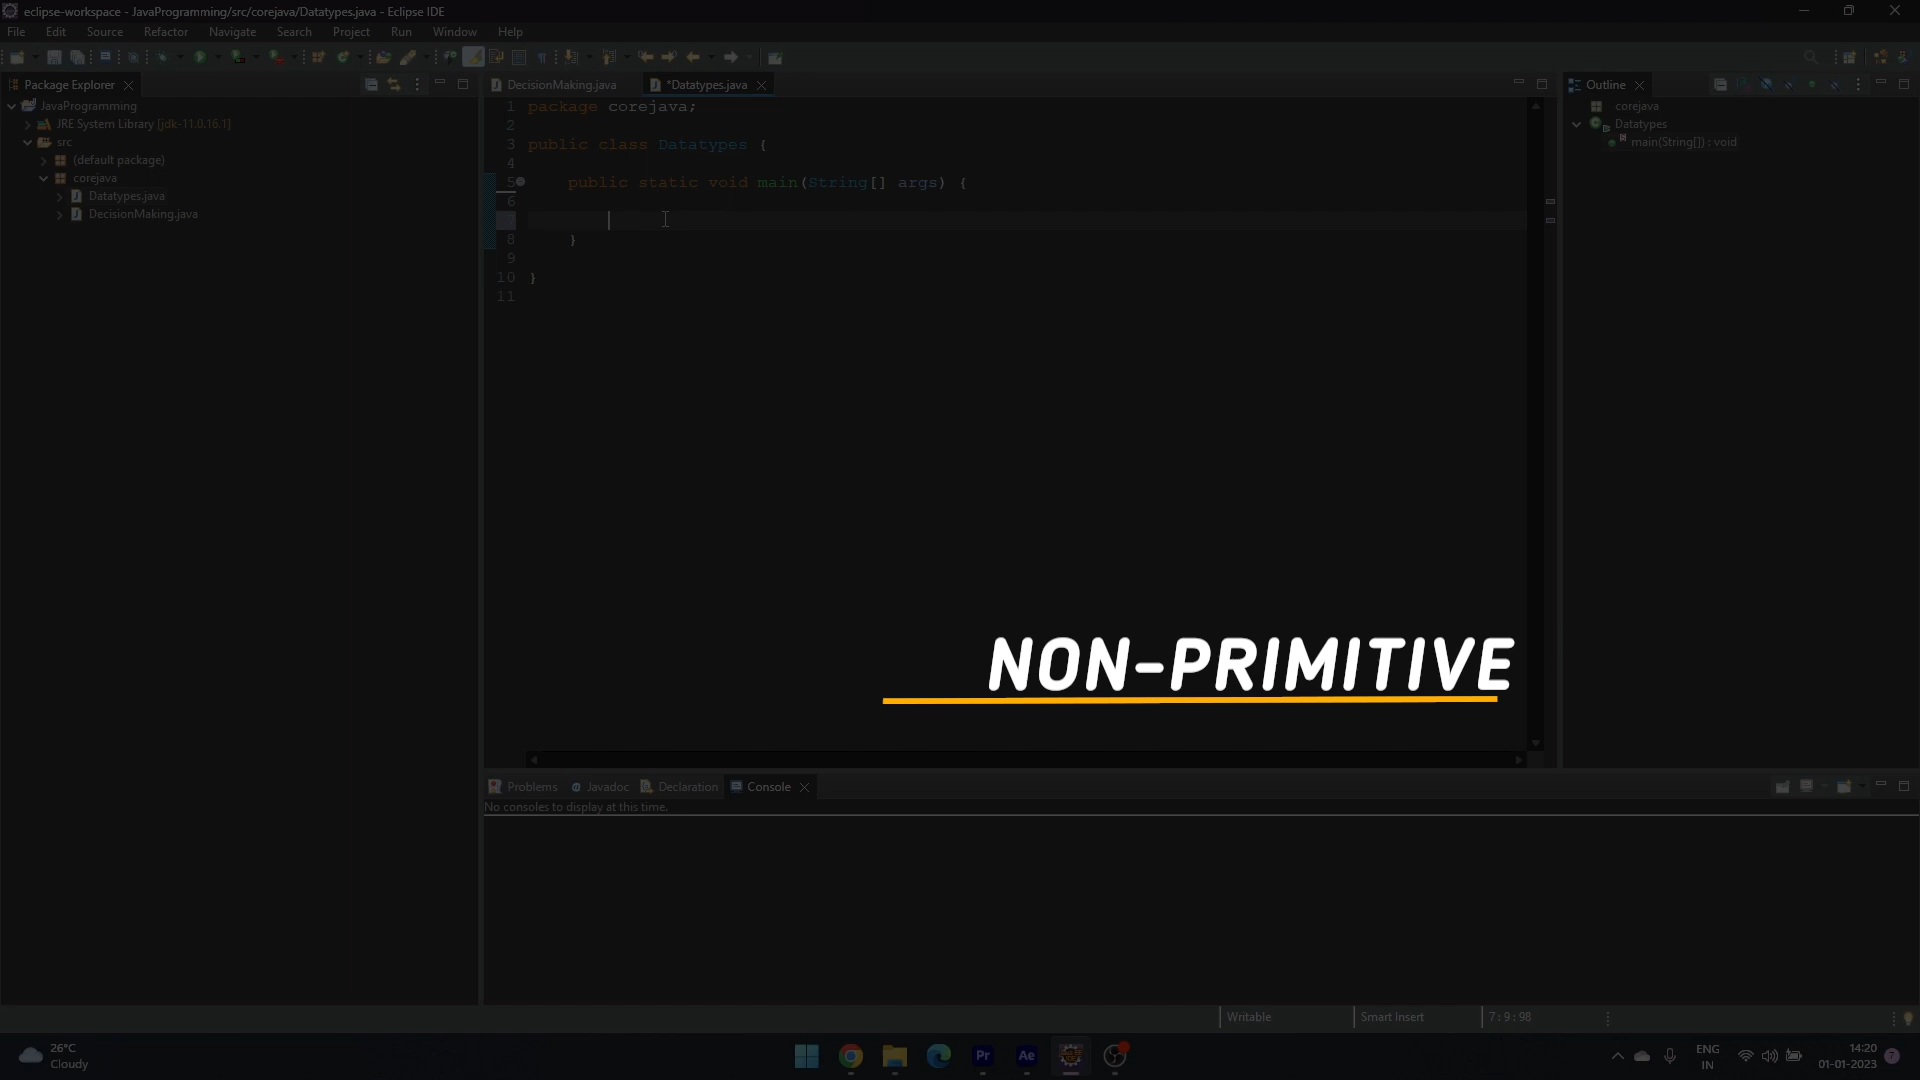 eclipse-workspace - JavaProgramming/src/corejava/Datatypes.java - Eclipse IDE
File Edit Source Refactor Navigate Search Project Run Window Help
Package Explorer
JavaProgramming
JRE System Library [jdk-11.0.16.1]
src
(default package)
corejava
Datatypes.java
DecisionMaking.java
DecisionMaking.java *Datatypes.java
1 package corejava;
2
3 public class Datatypes {
4
5 public static void main(String[] args) {
6
7
8 }
9
10 }
11
Outline
corejava
Datatypes
main(String[]) : void
NON-PRIMITIVE
Problems Javadoc Declaration Console
No consoles to display at this time.
Writable Smart Insert 7 : 9 : 98
26°C
Cloudy
Pr Ae
ENG
IN
14:20
01-01-2023
7